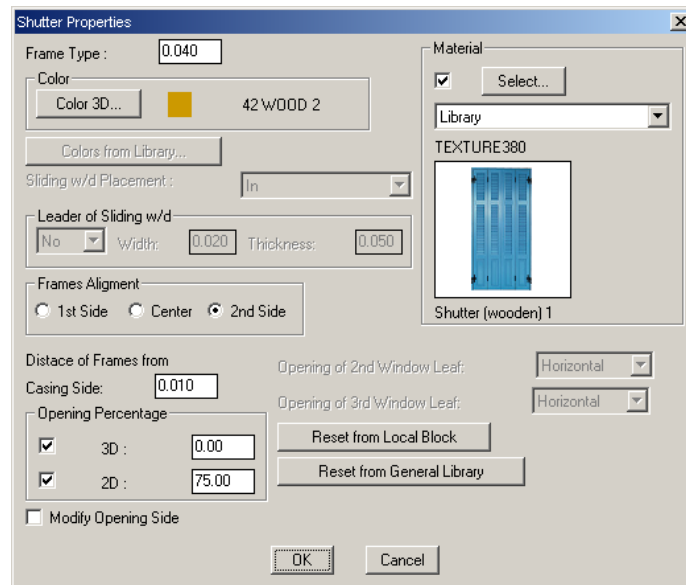 Shutter Properties
Frame Type : 0.040
Color
Color 3D... 42 WOOD 2
Colors from Library...
Sliding w/d Placement : In
Leader of Sliding w/d
No Width: 0.020 Thickness: 0.050
Frames Aligment
1st Side Center 2nd Side
Distace of Frames from
Casing Side: 0.010
Opening Percentage
3D : 0.00
2D : 75.00
Modify Opening Side
Material
Select...
Library
TEXTURE380
Shutter (wooden) 1
Opening of 2nd Window Leaf: Horizontal
Opening of 3rd Window Leaf: Horizontal
Reset from Local Block
Reset from General Library
OK Cancel